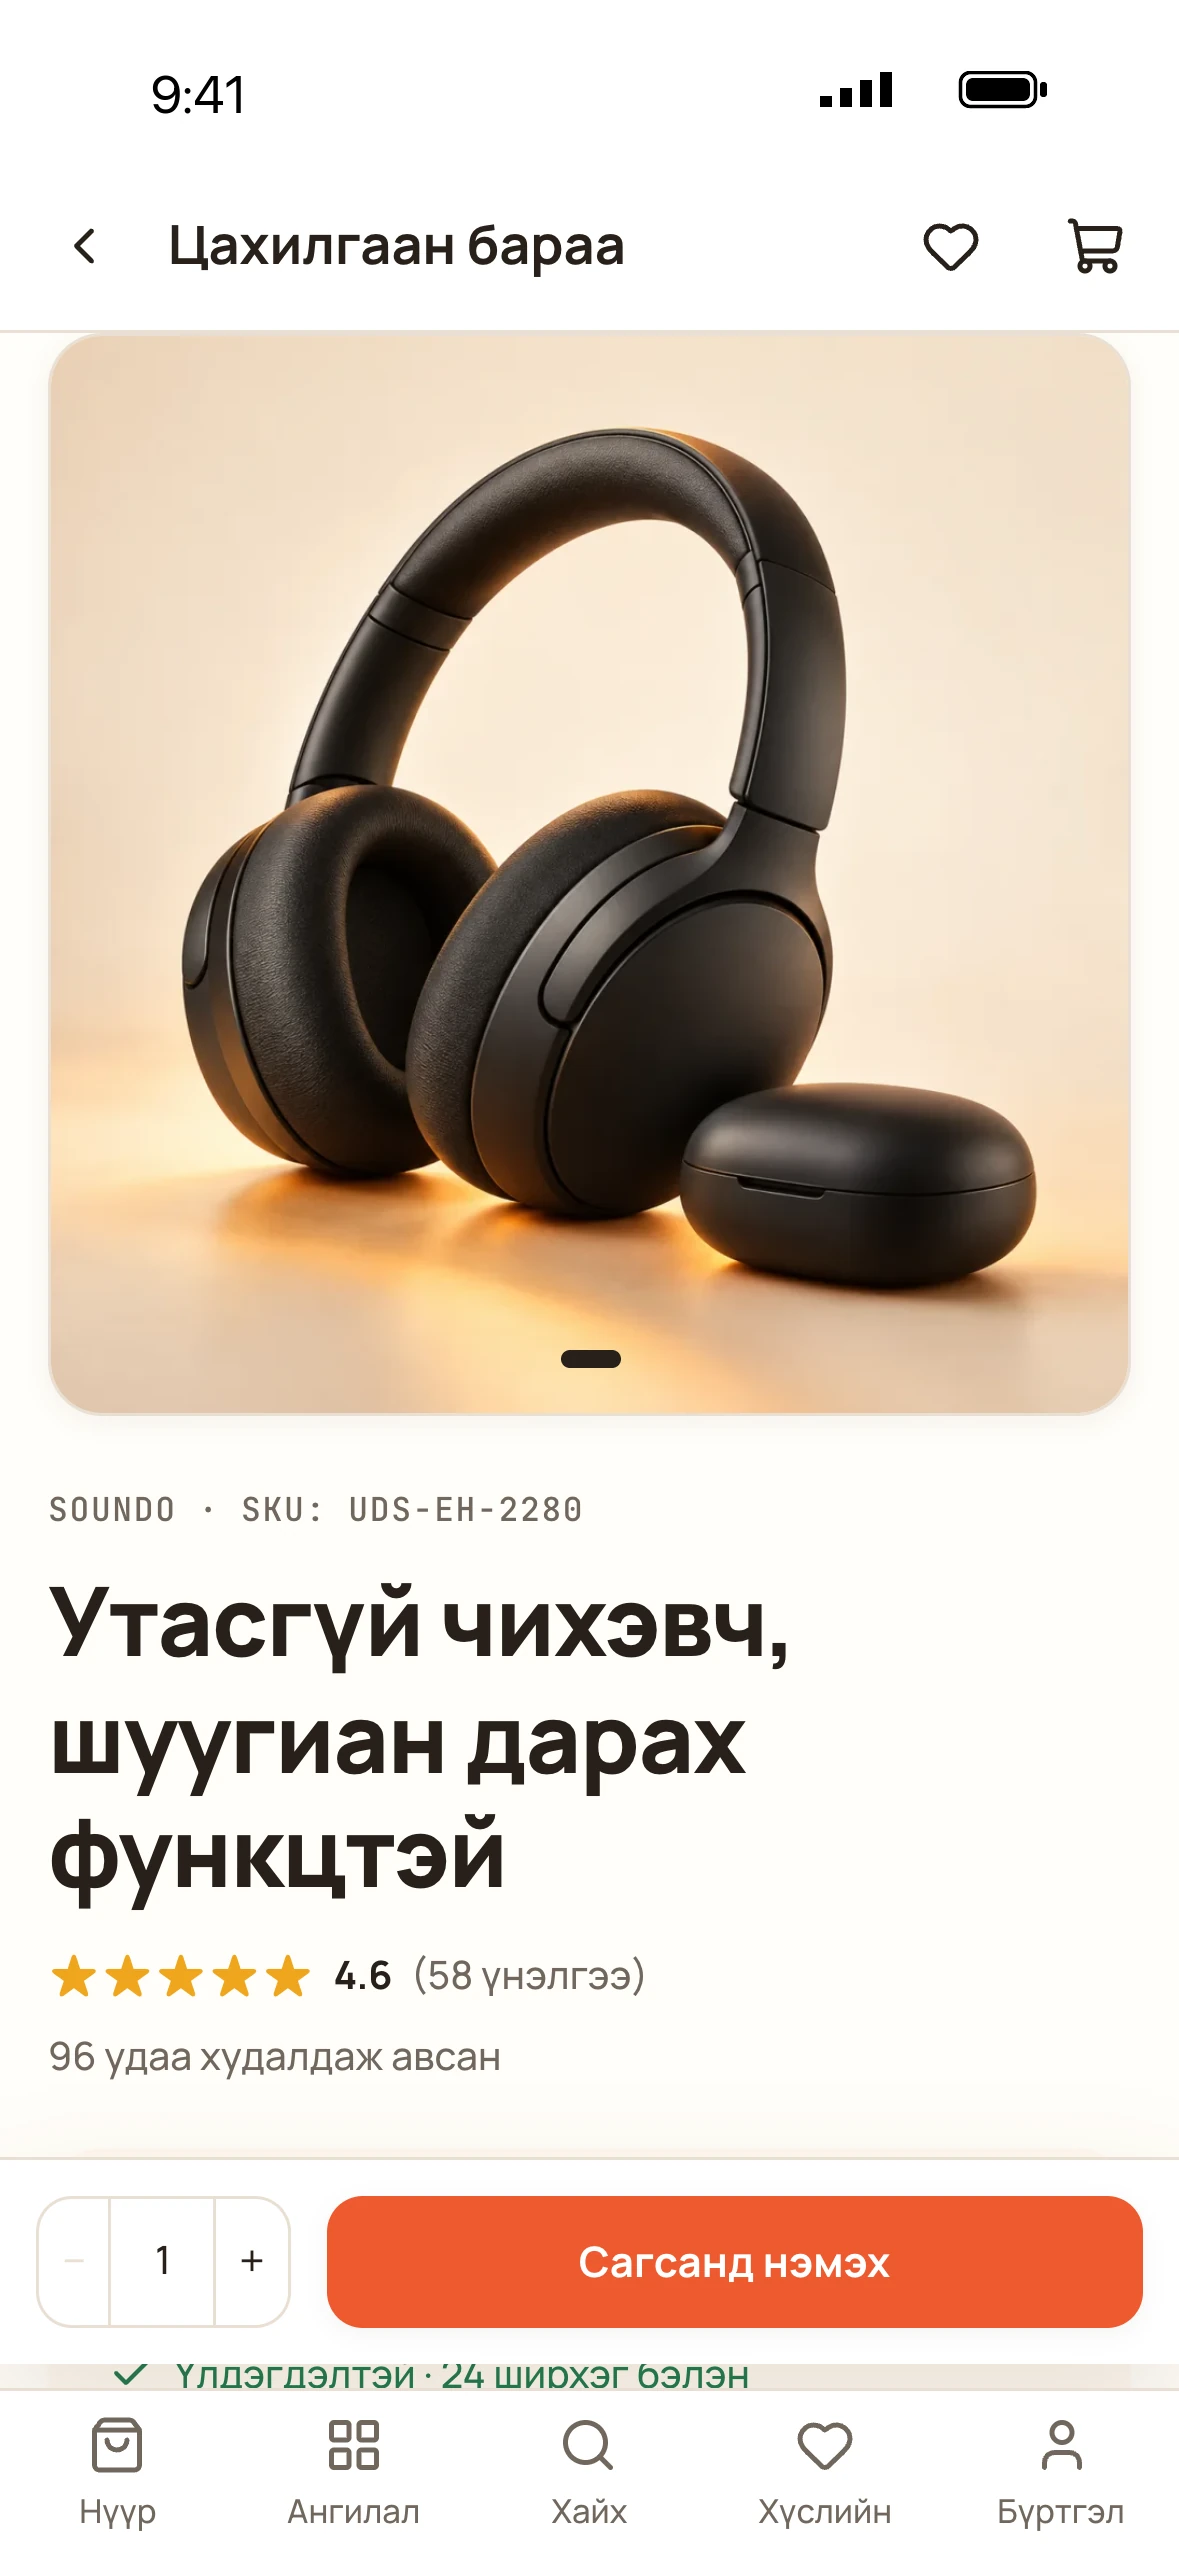 9:41
Цахилгаан бараа
SOUNDO · SKU: UDS-EH-2280
Утасгүй чихэвч,
шуугиан дарах
функцтэй
4.6 (58 үнэлгээ)
96 удаа худалдаж авсан
− 1 +
Сагсанд нэмэх
Үлдэгдэлтэй · 24 ширхэг бэлэн
Нүүр
Ангилал
Хайх
Хүслийн
Бүртгэл